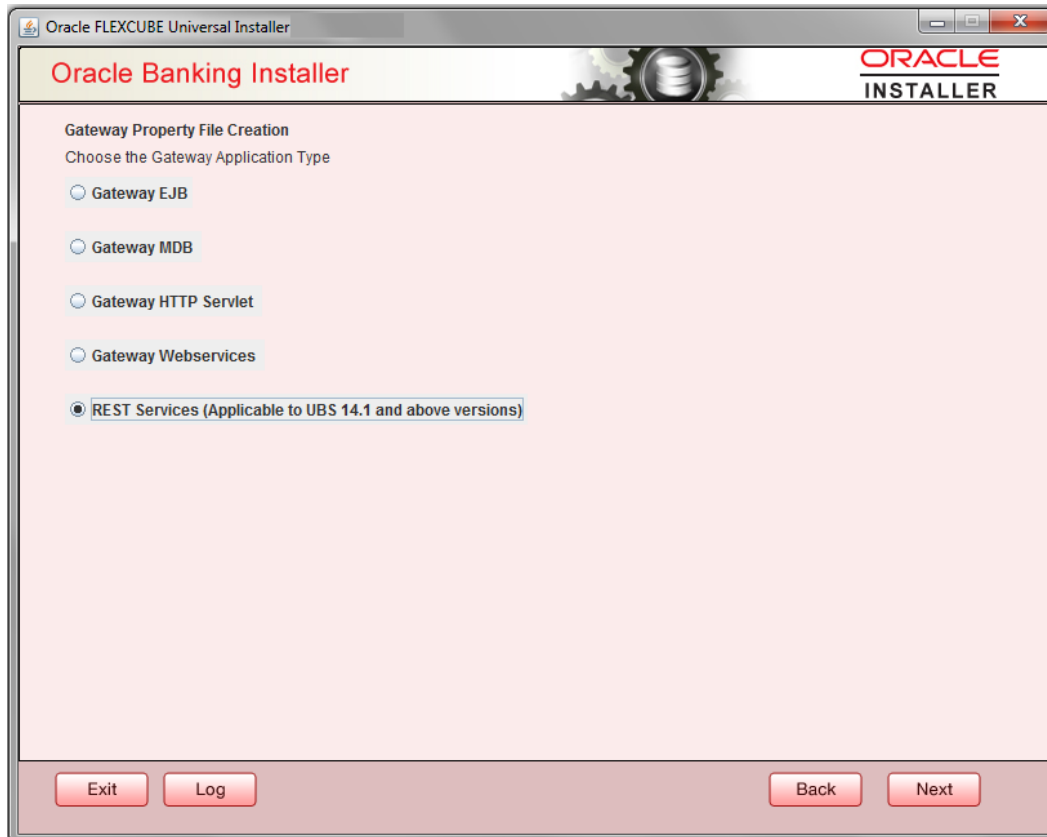 Oracle FLEXCUBE Universal Installer
Oracle Banking Installer
ORACLE
INSTALLER
Gateway Property File Creation
Choose the Gateway Application Type
Gateway EJB
Gateway MDB
Gateway HTTP Servlet
Gateway Webservices
REST Services (Applicable to UBS 14.1 and above versions)
Exit
Log
Back
Next